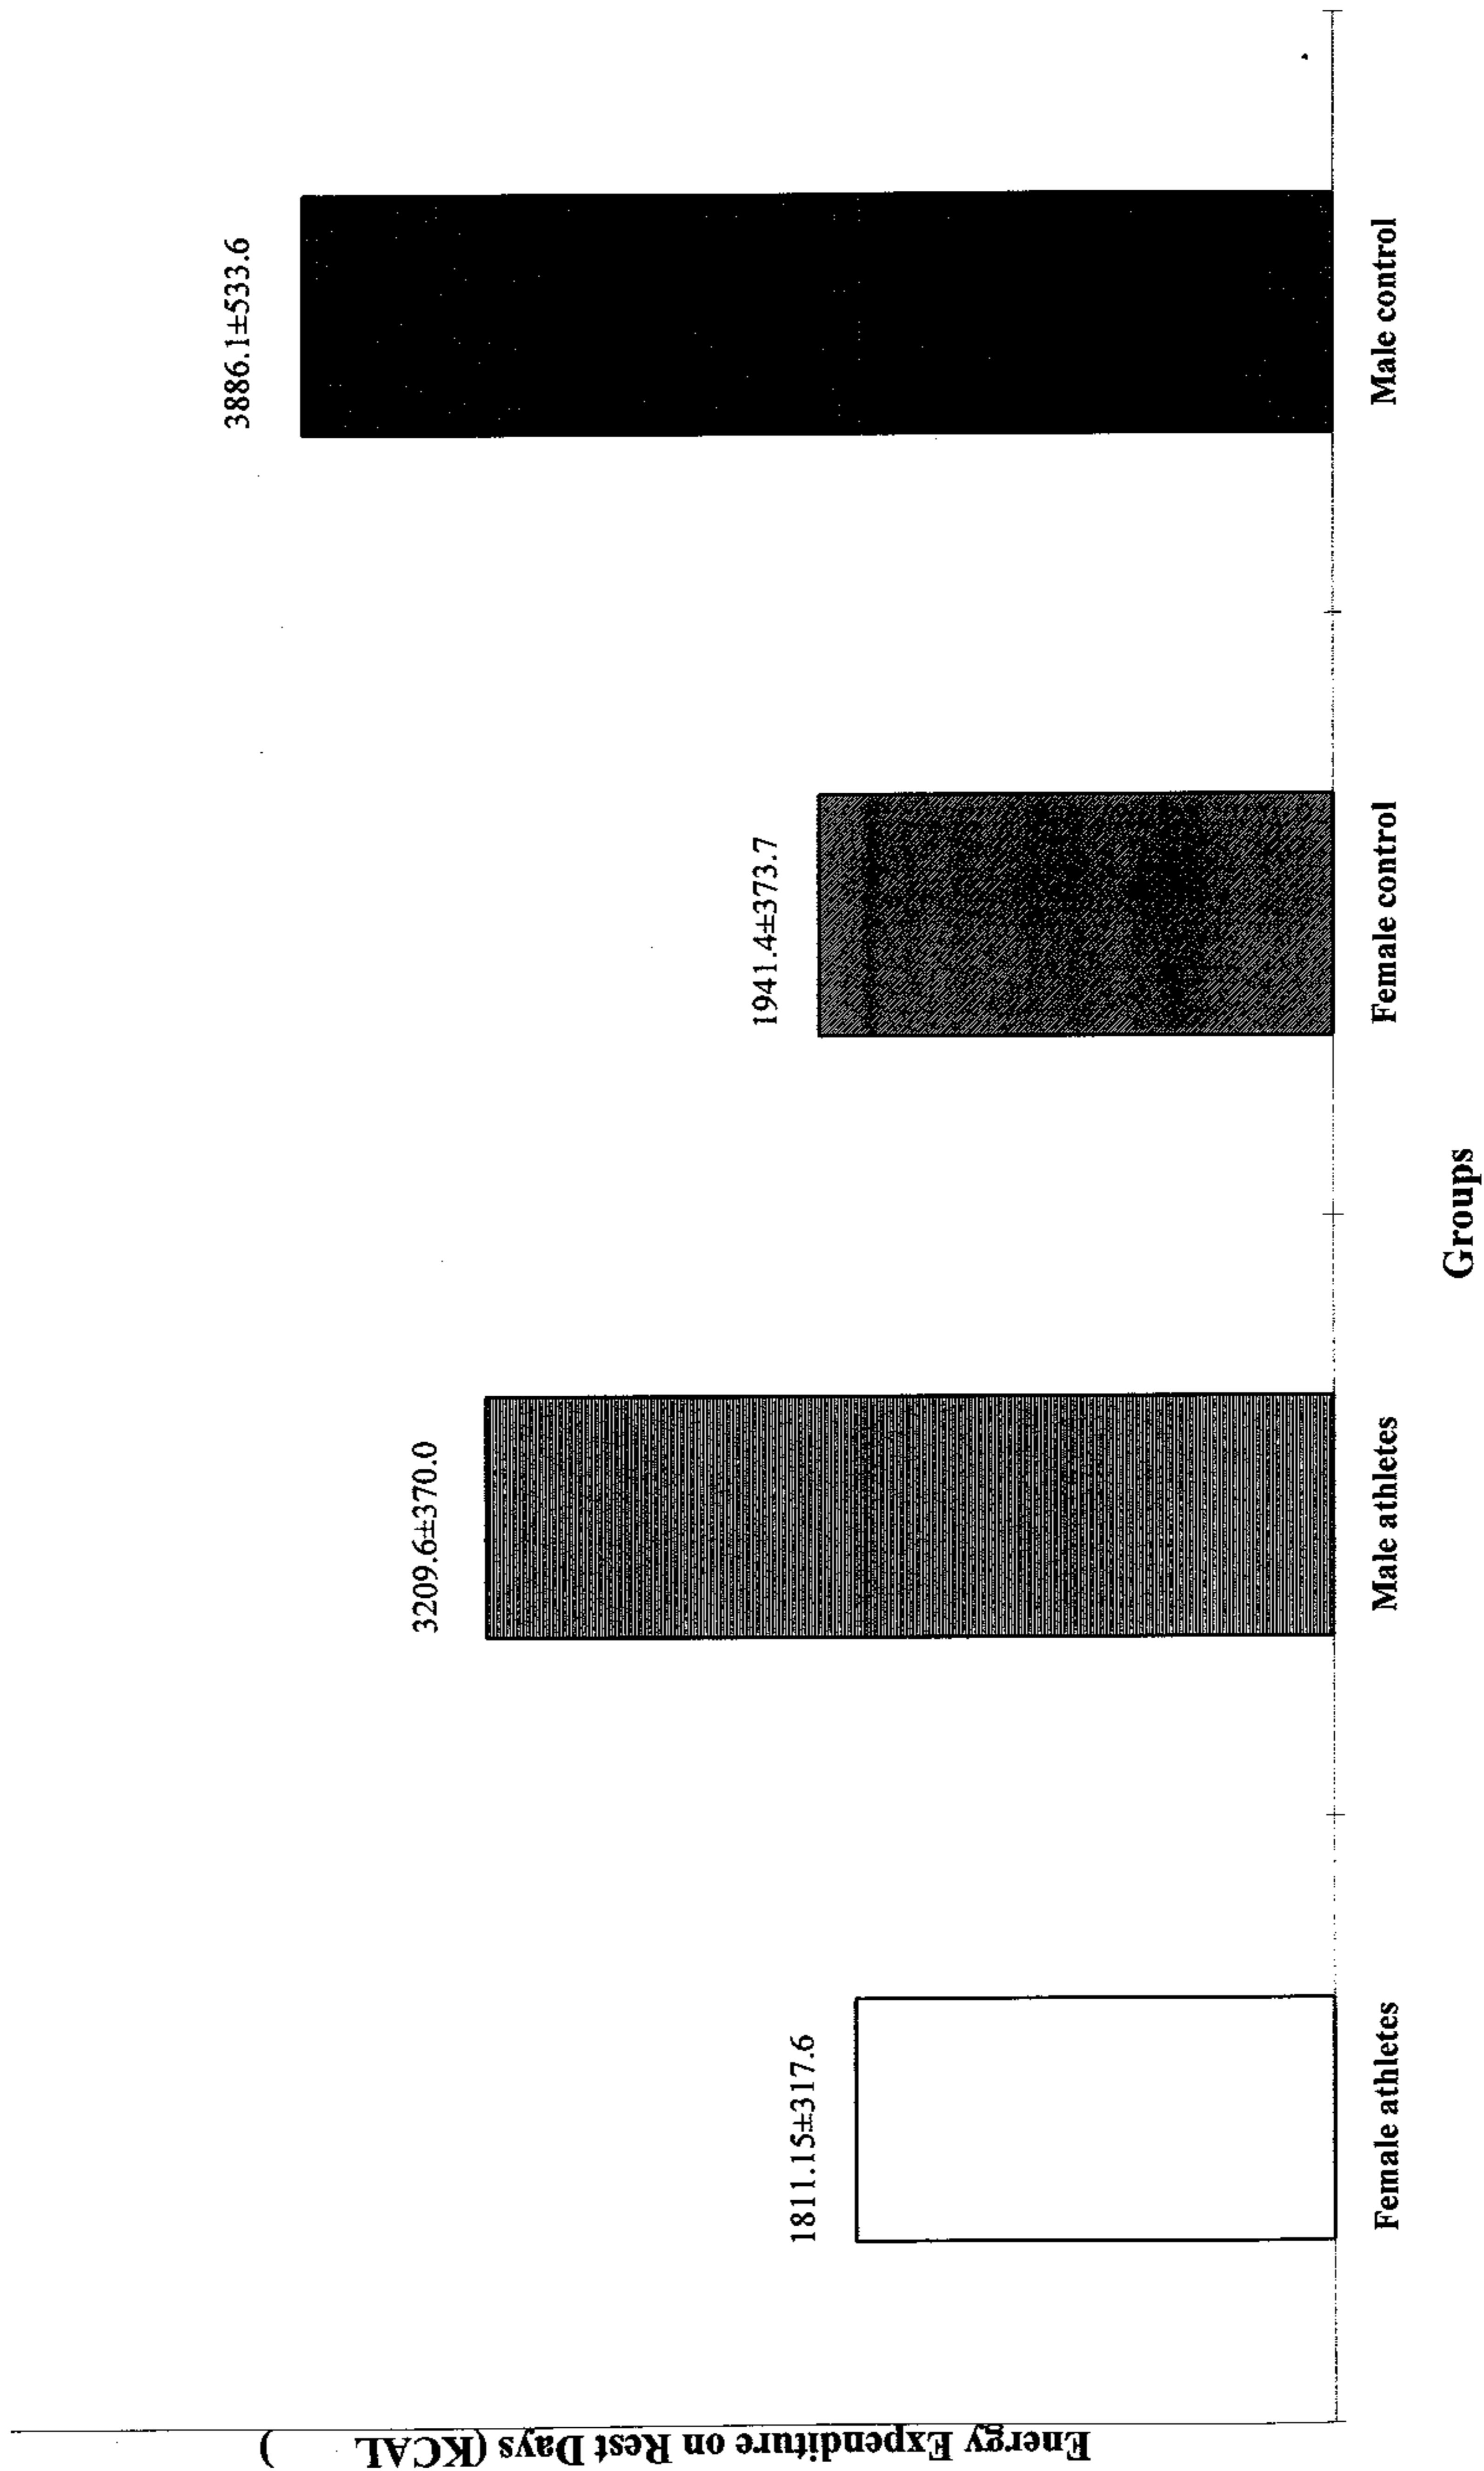 Energy Expenditure on Rest Days (KCAL )
1811.15±317.6
3209.6±370.0
1941.4±373.7
3886.1±533.6
Female athletes
Male athletes
Female control
Male control
Groups